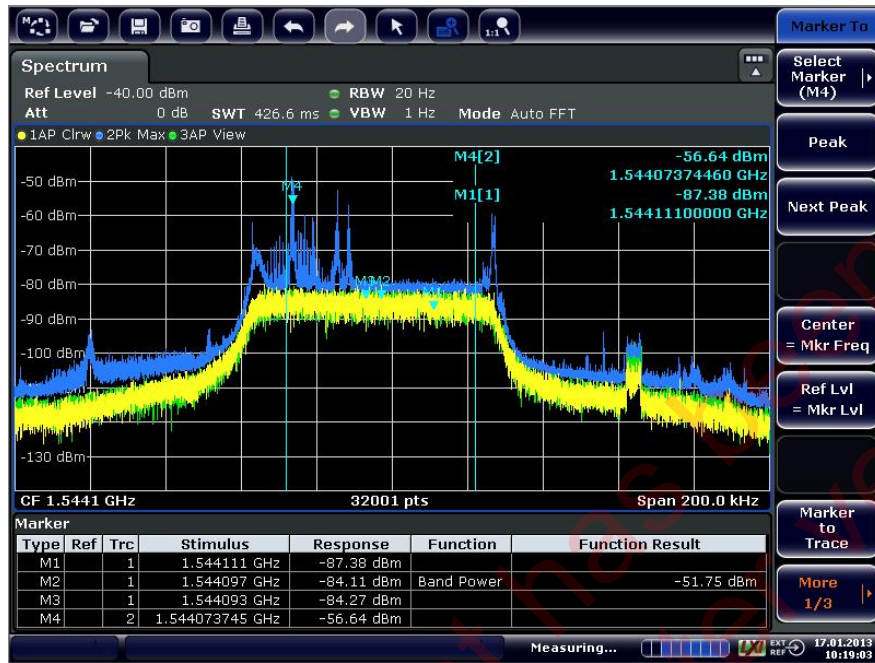 Marker To
Spectrum
Ref Level -40.00 dBm RBW 20 Hz
Att 0 dB SWT 426.6 ms VBW 1 Hz Mode Auto FFT
1AP Clrw 2Pk Max 3AP View
M4[2] -56.64 dBm
1.54407374460 GHz
M1[1] -87.38 dBm
1.54411100000 GHz
M4
-50 dBm
-60 dBm
-70 dBm
-80 dBm
-90 dBm
-100 dBm
-130 dBm
CF 1.5441 GHz 32001 pts Span 200.0 kHz
Marker
Type Ref Trc Stimulus Response Function Function Result
M1 1 1.544111 GHz -87.38 dBm
M2 1 1.544097 GHz -84.11 dBm Band Power -51.75 dBm
M3 1 1.544093 GHz -84.27 dBm
M4 2 1.544073745 GHz -56.64 dBm
Measuring... LXI EXT REF 17.01.2013
10:19:03
Select
Marker
(M4)
Peak
Next Peak
Center
= Mkr Freq
Ref Lvl
= Mkr Lvl
Marker
to
Trace
More
1/3
1:1